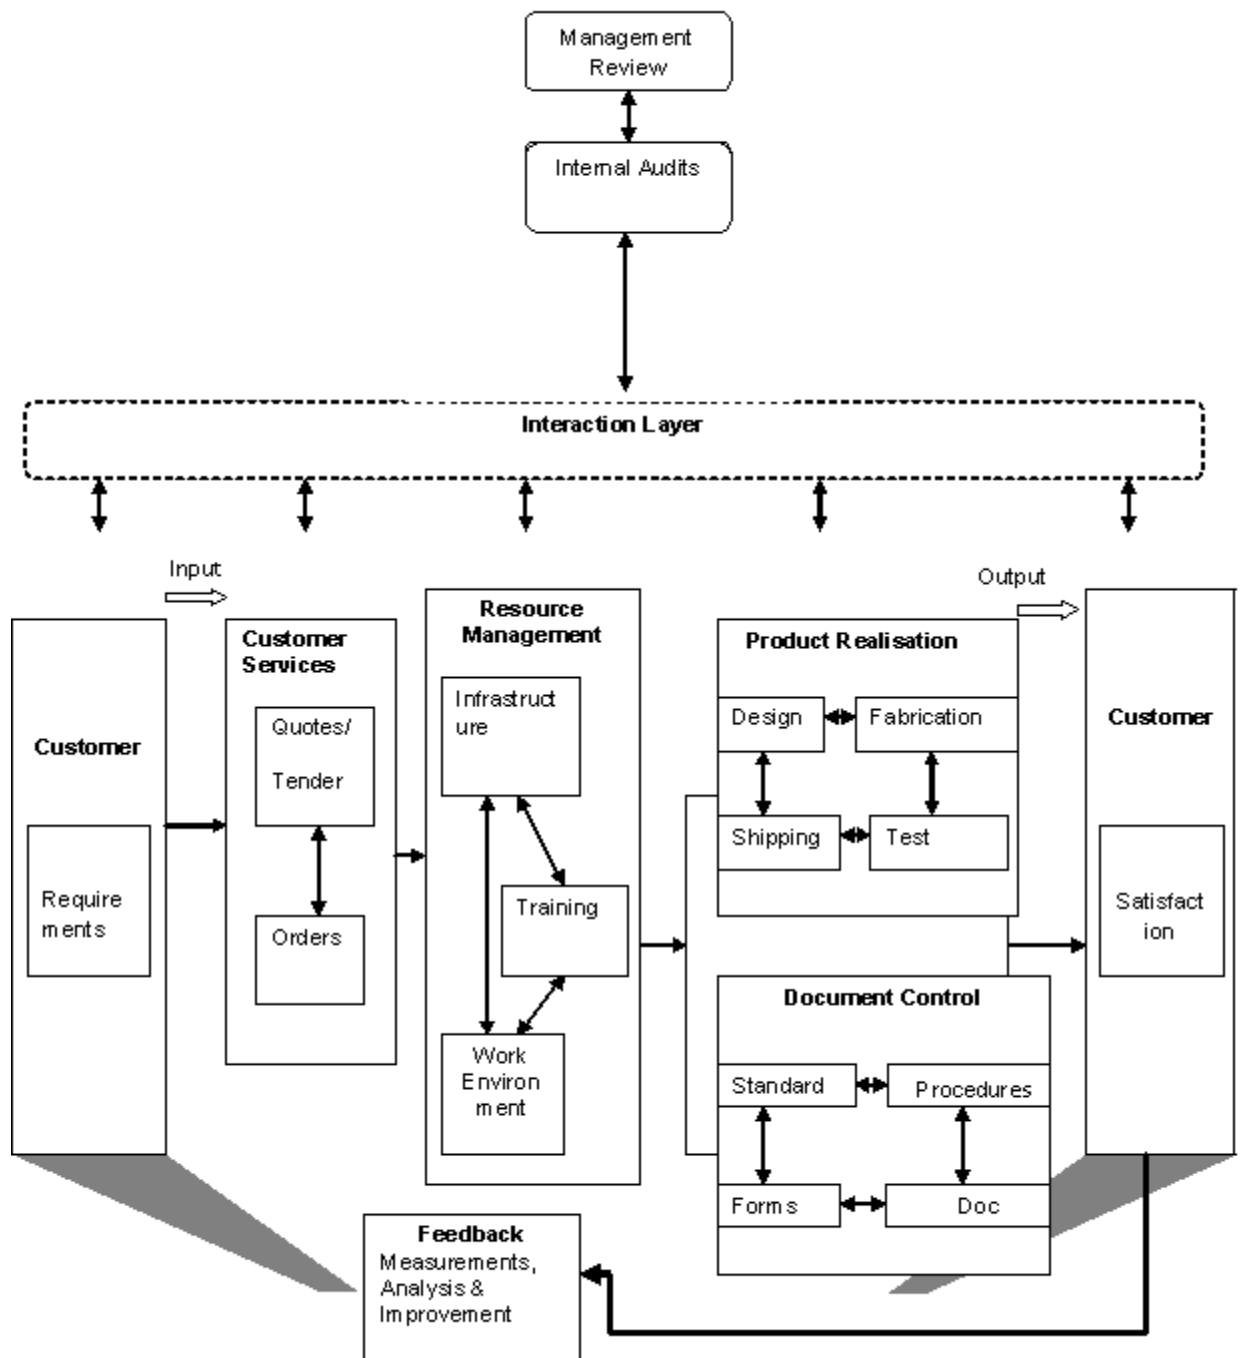 Management
Review
Internal Audits
Interaction Layer
Input
Output
Customer
Require
ments
Customer
Services
Quotes/
Tender
Orders
Resource
Management
Infrastruct
ure
Training
Work
Environ
ment
Product Realisation
Design
Fabrication
Shipping
Test
Document Control
Standard
Procedures
Forms
Doc
Customer
Satisfact
ion
Feedback
Measurements,
Analysis &
Improvement